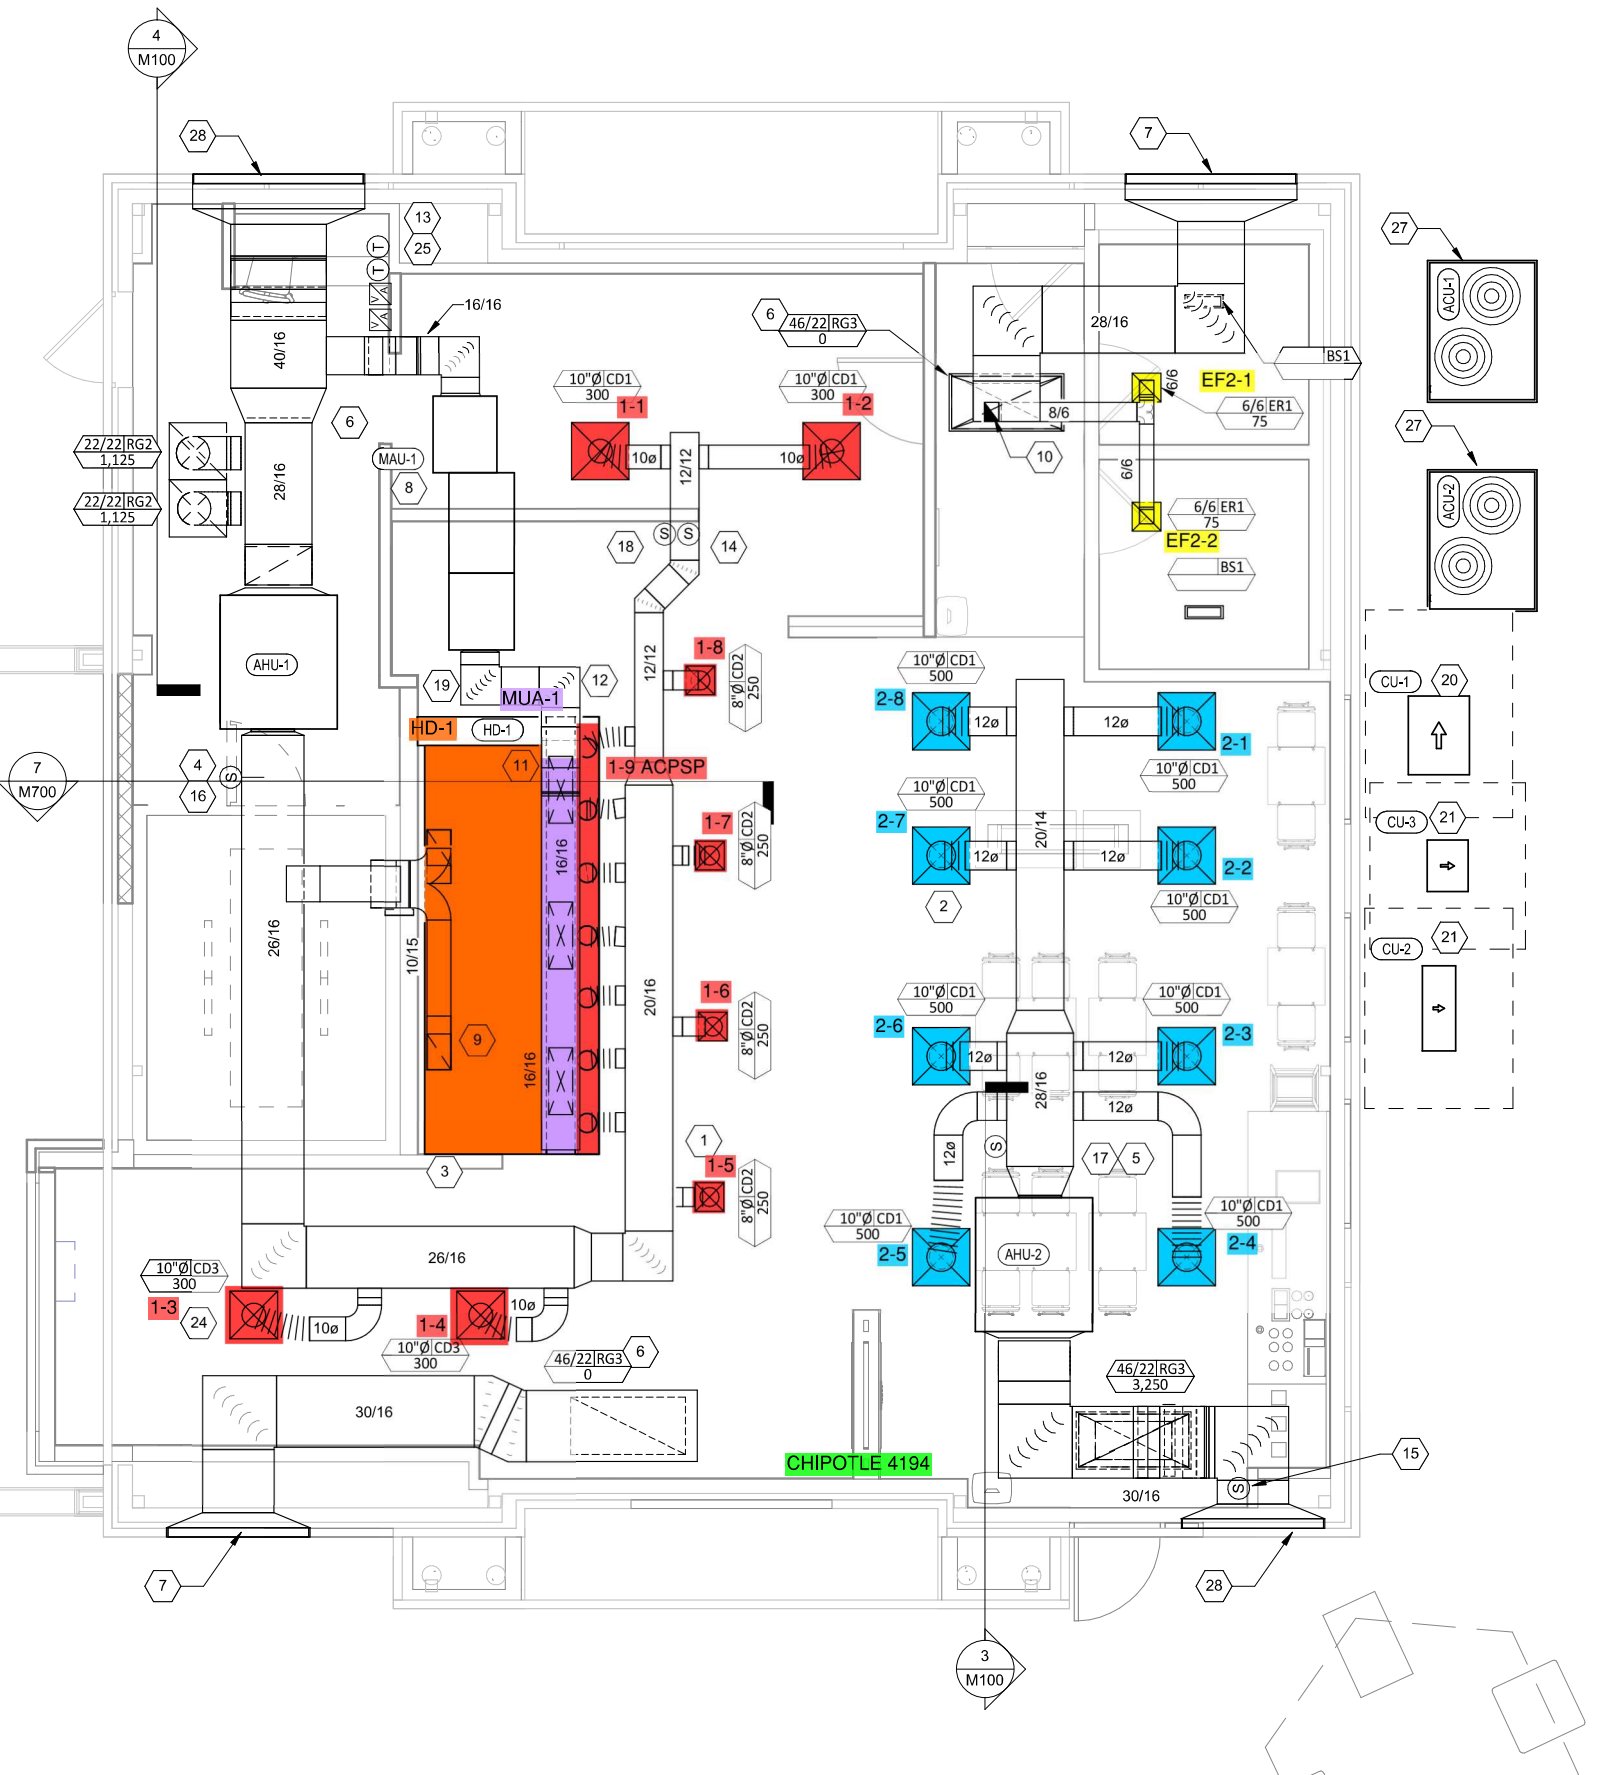 4
M100
28
7
13
25
27
T
T
ACU-1
V A
V A
16/16
6
46/22 RG3
0
28/16
BS1
40/16
10"Ø CD1
300
1-1
10"Ø CD1
300
1-2
6/6
EF2-1
6/6 ER1
75
8/6
6
22/22 RG2
1,125
MAU-1
8
10ø
12/12
10ø
10
27
ACU-2
28/16
22/22 RG2
1,125
6/6
6/6 ER1
75
EF2-2
18
S
S
14
BS1
AHU-1
12/12
1-8
8"Ø CD2
250
10"Ø CD1
500
19
12
MUA-1
2-8
CU-1
20
HD-1
HD-1
12ø
12ø
2-1
7
M700
4
16
S
11
1-9 ACPSP
10"Ø CD1
500
10"Ø CD1
500
1-7
8"Ø CD2
250
2-7
20/14
CU-3
21
16/16
12ø
12ø
2-2
2
10"Ø CD1
500
26/16
10/15
CU-2
21
20/16
1-6
8"Ø CD2
250
10"Ø CD1
500
10"Ø CD1
500
2-6
2-3
9
16/16
12ø
12ø
28/16
12ø
1
S
12ø
17
5
3
1-5
8"Ø CD2
250
10"Ø CD1
500
10"Ø CD1
500
2-5
AHU-2
2-4
26/16
10"Ø CD3
300
1-3
24
10ø
1-4
10ø
10"Ø CD3
300
46/22 RG3
0
6
46/22 RG3
3,250
30/16
CHIPOTLE 4194
15
30/16
S
7
28
3
M100